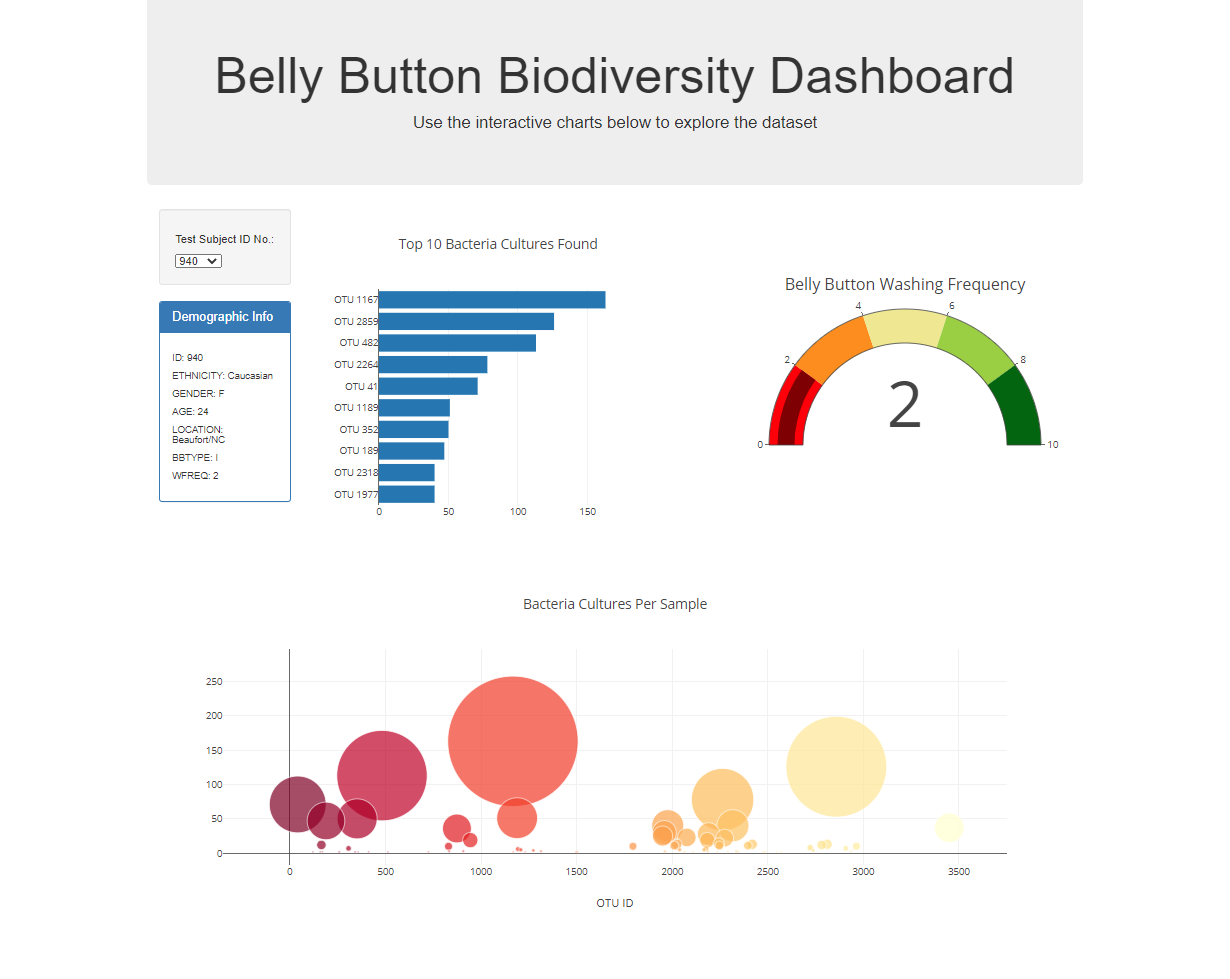 Belly Button Biodiversity Dashboard
Use the interactive charts below to explore the dataset
Test Subject ID No.:
940
Demographic Info
ID: 940
ETHNICITY: Caucasian
GENDER: F
AGE: 24
LOCATION:
Beaufort/NC
BBTYPE: I
WFREQ: 2
Top 10 Bacteria Cultures Found
OTU 1167
OTU 2859
OTU 482
OTU 2264
OTU 41
OTU 1189
OTU 352
OTU 189
OTU 2318
OTU 1977
0 50 100 150
Belly Button Washing Frequency
4 6
2 8
2
0 10
Bacteria Cultures Per Sample
250
200
150
100
50
0
0 500 1000 1500 2000 2500 3000 3500
OTU ID